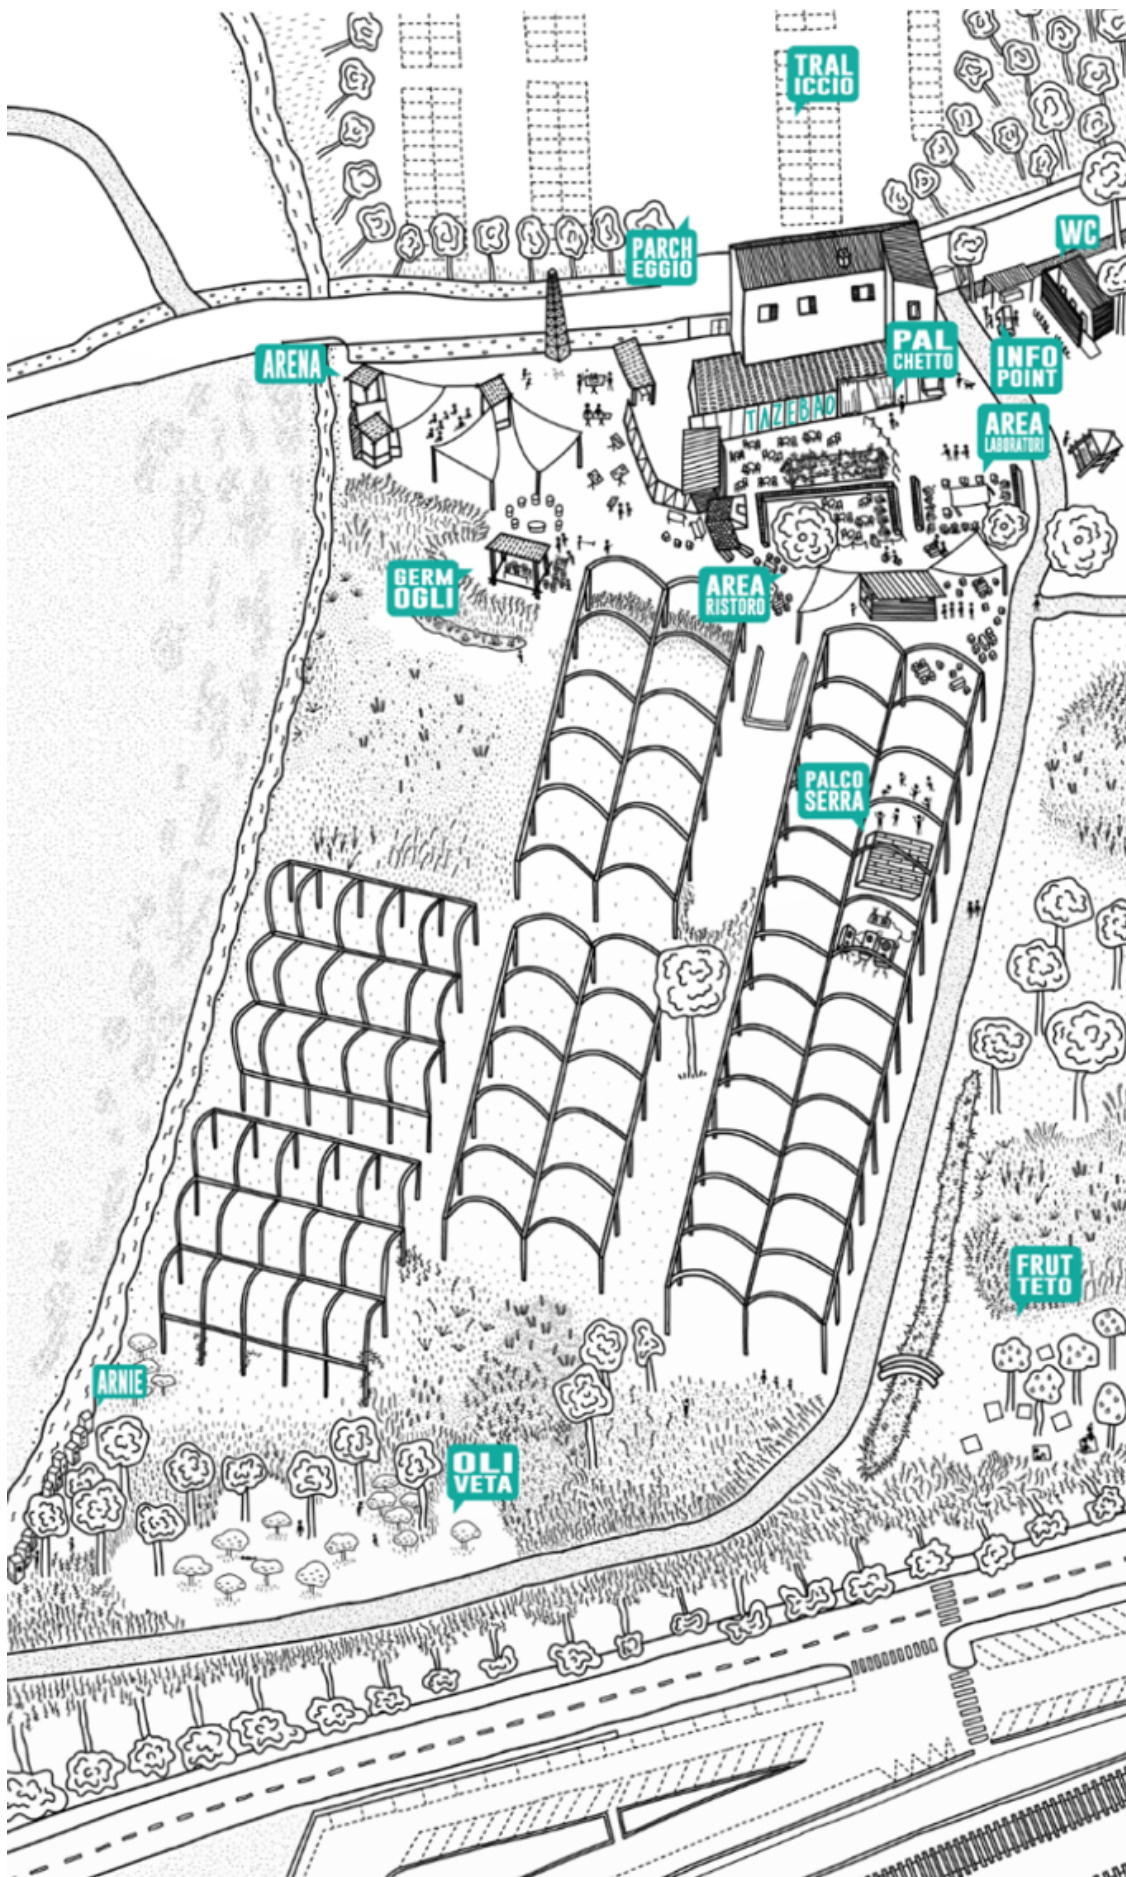 TRAL
ICCIO
PARCH
EGGIO
WC
ARENA
PAL
CHETTO
INFO
POINT
TAZEBAO
AREA
LABORATORI
GERM
OGLI
AREA
RISTORO
PALCO
SERRA
FRUT
TETO
ARNIE
OLI
VETA